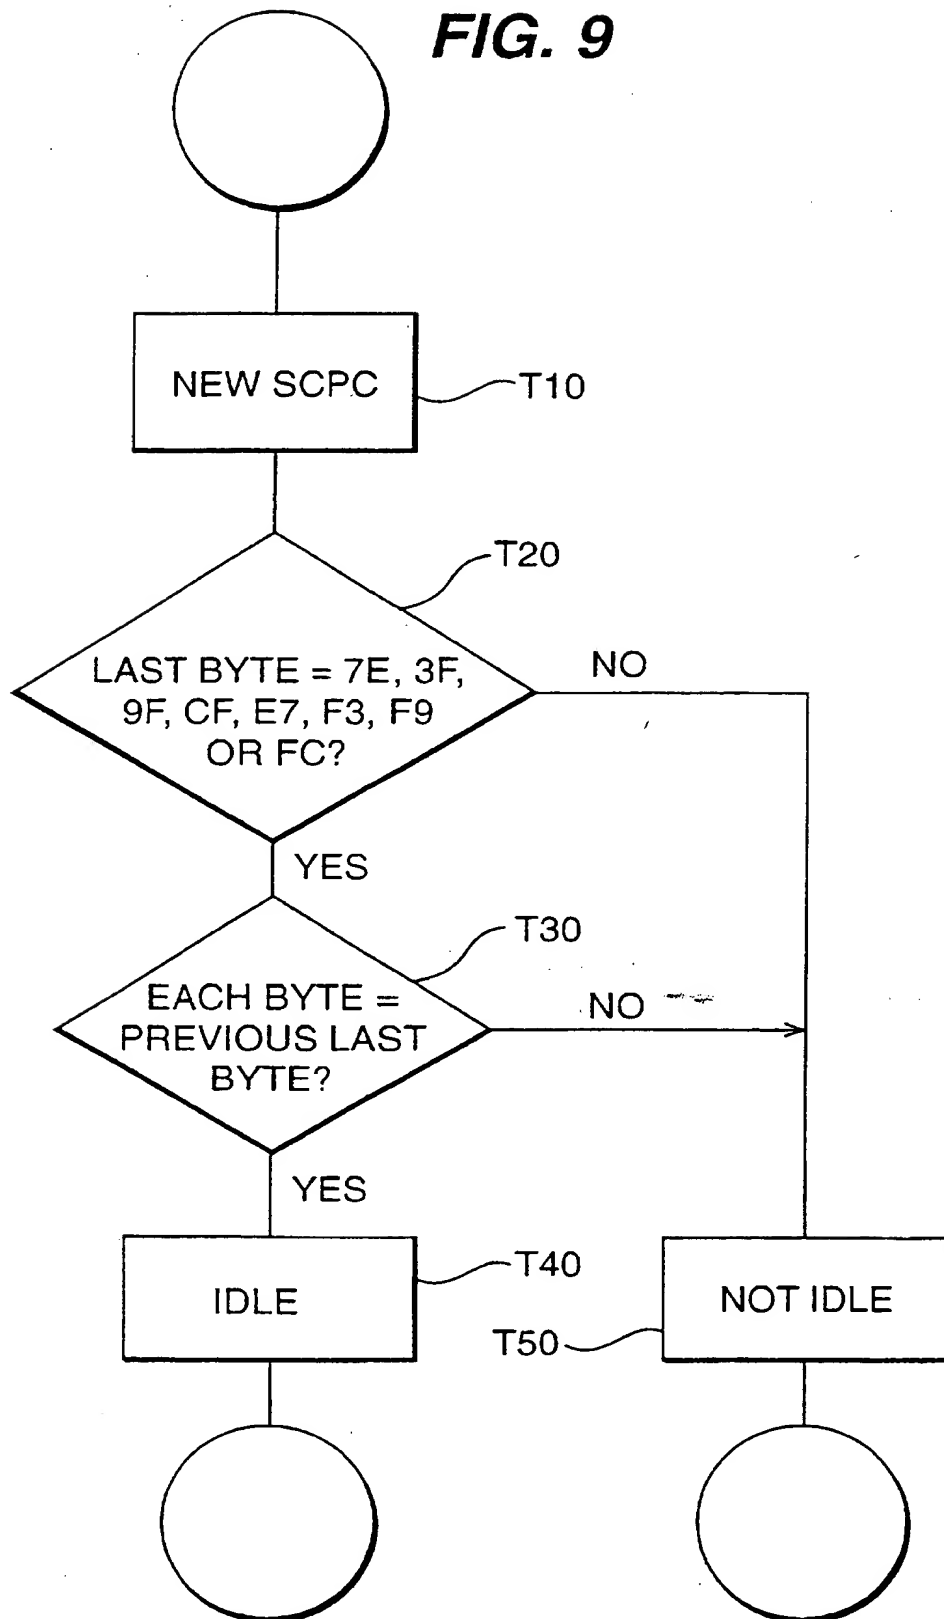 FIG. 9
NEW SCPC
T10
T20
LAST BYTE = 7E, 3F,
9F, CF, E7, F3, F9
OR FC?
NO
YES
T30
EACH BYTE =
PREVIOUS LAST
BYTE?
NO
YES
IDLE
T40
NOT IDLE
T50